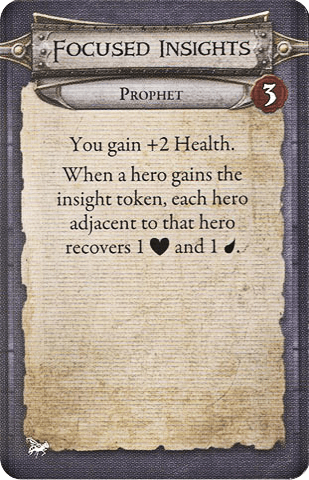 Focused Insights
Prophet
3
You gain +2 Health.
When a hero gains the
insight token, each hero
adjacent to that hero
recovers 1 ♥ and 1 .